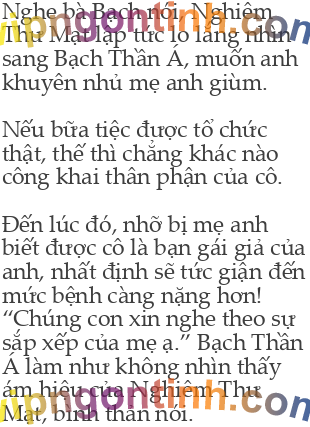 Nghe bà Bạch nói, Nghiêm
Thư Mạt lập tức lo lắng nhìn
sang Bạch Thần Á, muốn anh
khuyên nhủ mẹ anh giùm.
Nếu bữa tiệc được tổ chức
thật, thế thì chẳng khác nào
công khai thân phận của cô.
Đến lúc đó, nhỡ bị mẹ anh
biết được cô là bạn gái giả của
anh, nhất định sẽ tức giận đến
mức bệnh càng nặng hơn!
“Chúng con xin nghe theo sự
sắp xếp của mẹ ạ.” Bạch Thần
Á làm như không nhìn thấy
ám hiệu của Nghiêm Thư
Mạt, bình thản nói.
vipngontinh.com
vipngontinh.com